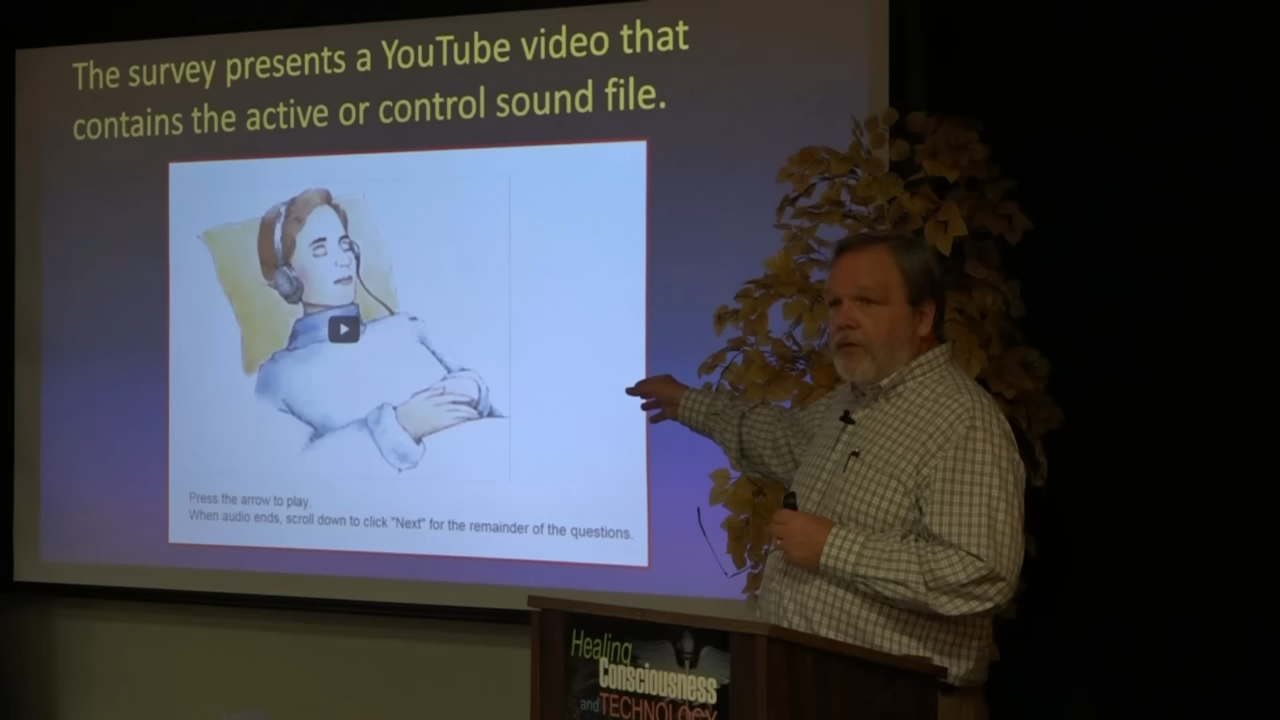 The survey presents a YouTube video that
contains the active or control sound file.
Press the arrow to play.
When audio ends, scroll down to click "Next" for the remainder of the questions.
Healing
Consciousness
and TECHNOLOGY